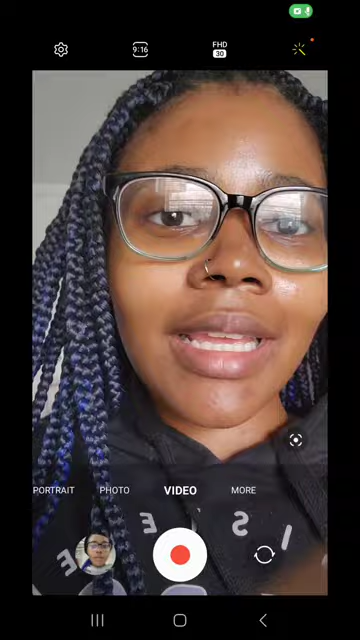 9:16
FHD
30
PORTRAIT PHOTO VIDEO MORE
E S I
E